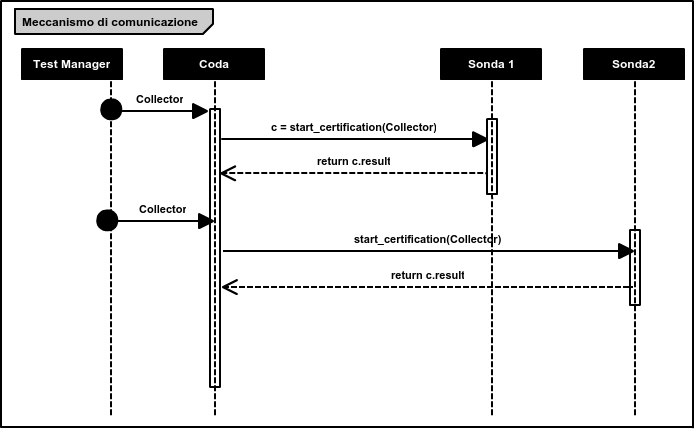 Meccanismo di comunicazione
Test Manager
Coda
Sonda 1
Sonda2
Collector
c = start_certification(Collector)
return c.result
Collector
start_certification(Collector)
return c.result